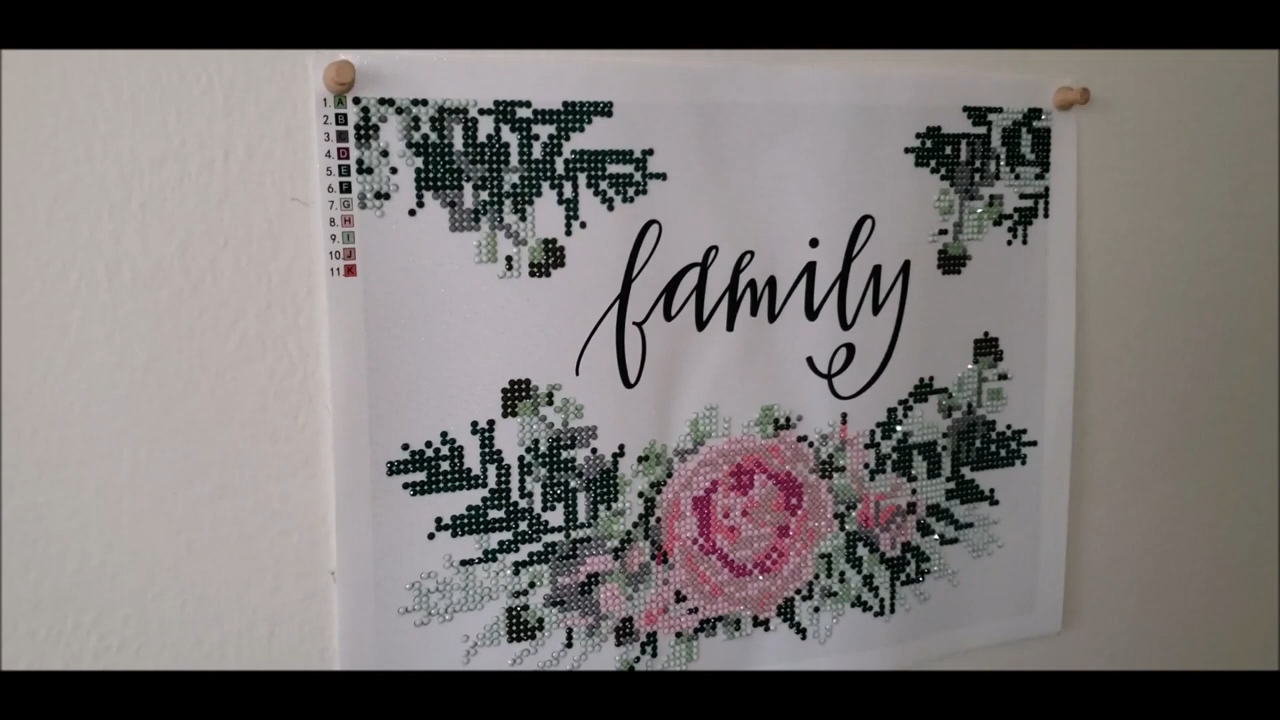 1. A
2. B
3.
4. D
5. E
6. F
7. G
8. H
9. I
10. J
11. K
family